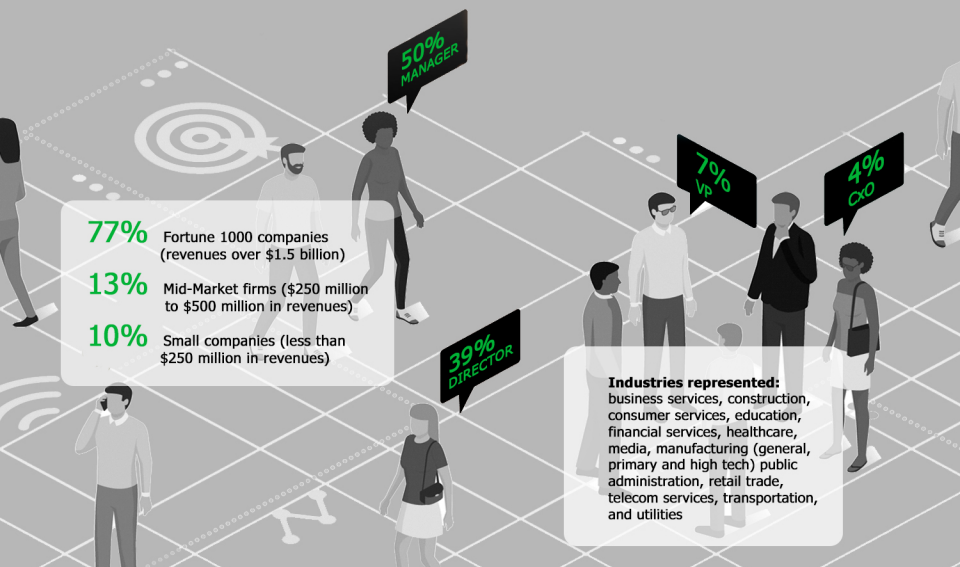 50%
MANAGER
7%
VP
4%
CxO
77% Fortune 1000 companies
(revenues over $1.5 billion)
13% Mid-Market firms ($250 million
to $500 million in revenues)
10% Small companies (less than
$250 million in revenues)
39%
DIRECTOR
Industries represented:
business services, construction,
consumer services, education,
financial services, healthcare,
media, manufacturing (general,
primary and high tech) public
administration, retail trade,
telecom services, transportation,
and utilities